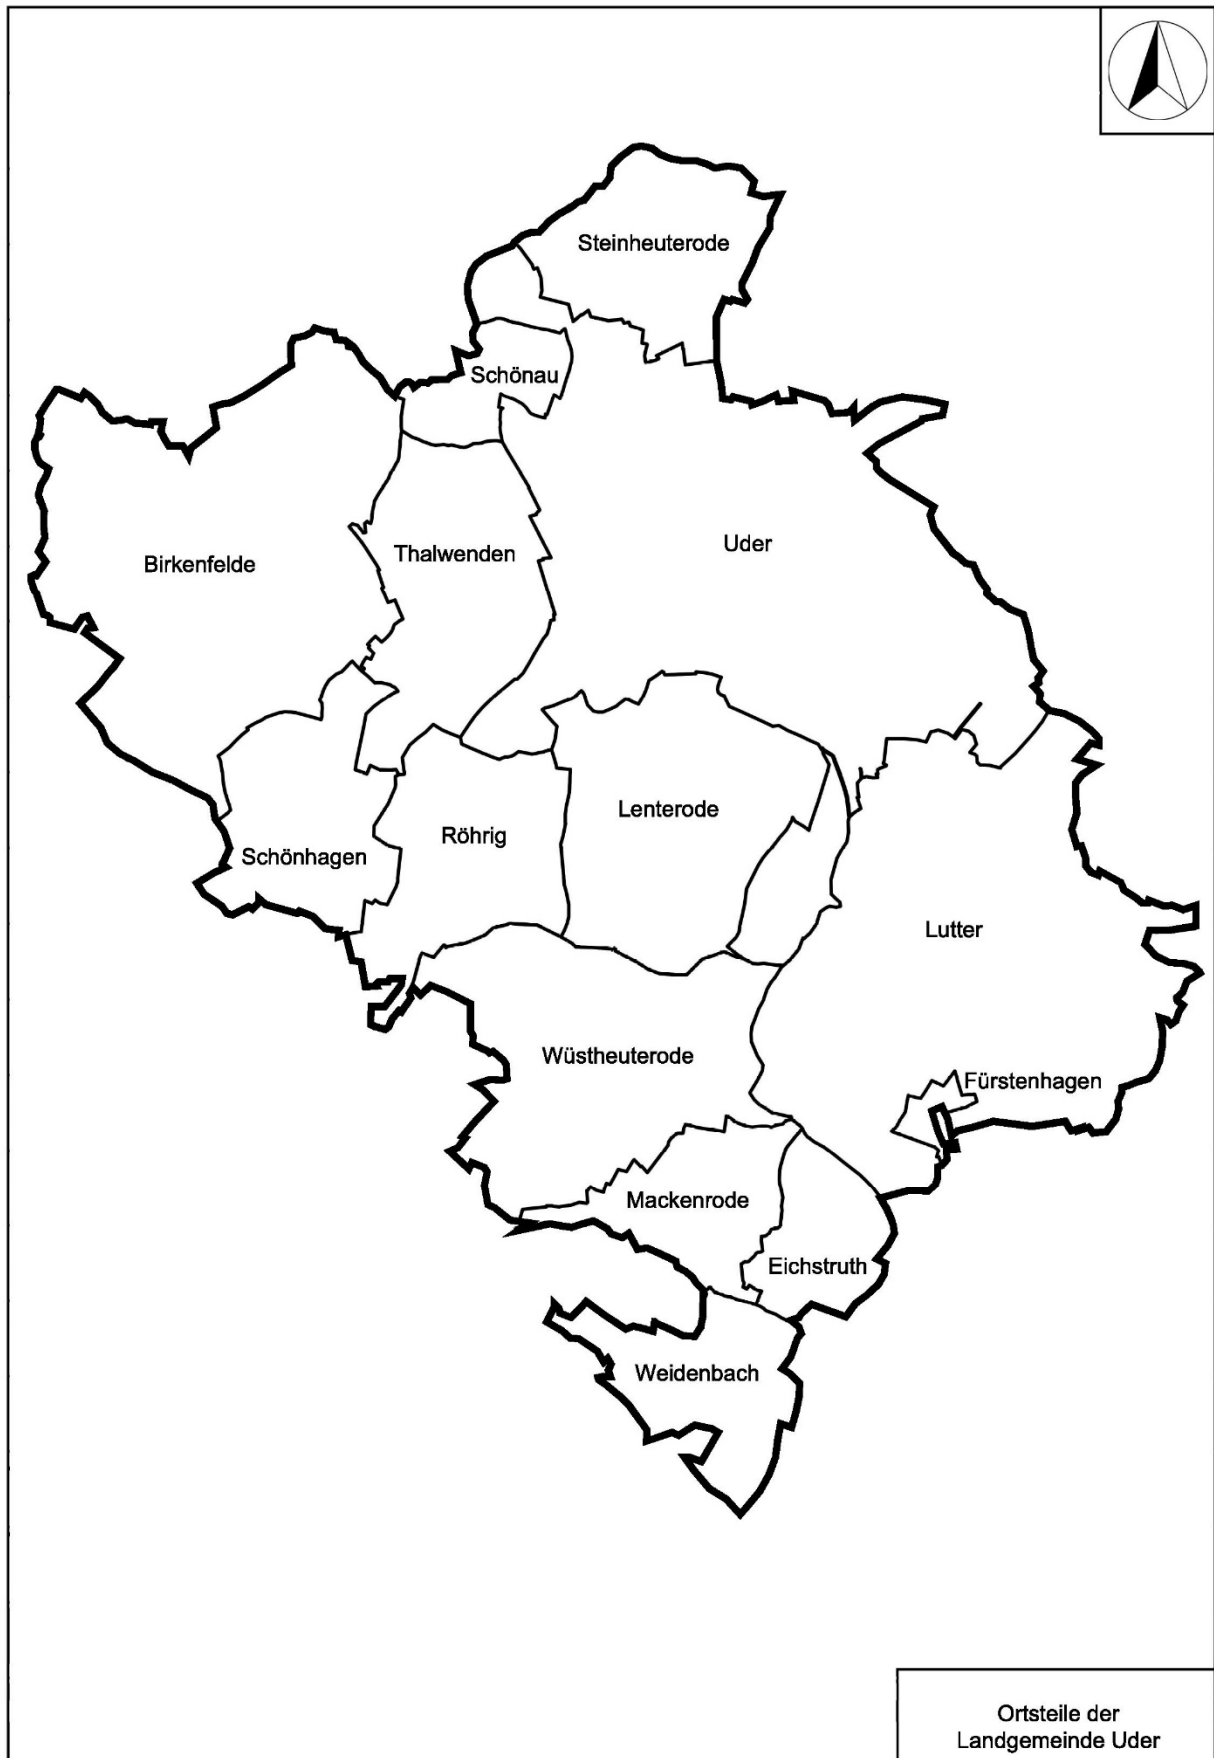 Steinheuterode
Schönau
Uder
Thalwenden
Birkenfelde
Lenterode
Röhrig
Schönhagen
Lutter
Wüstheuterode
Fürstenhagen
Mackenrode
Eichstruth
Weidenbach
Ortsteile der
Landgemeinde Uder